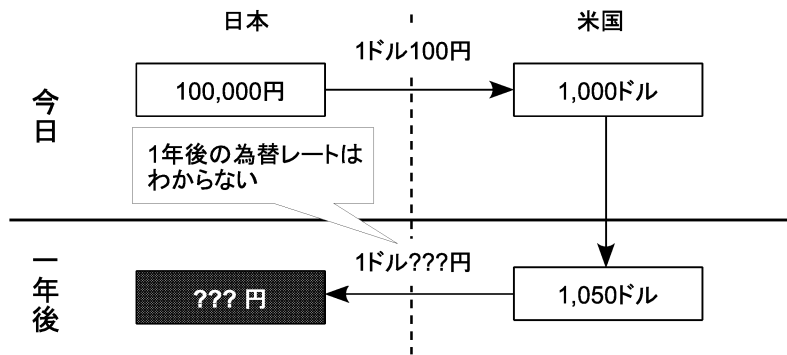 日本
米国
1ドル100円
今日
100,000円
1,000ドル
1年後の為替レートは
わからない
一年後
1ドル???円
??? 円
1,050ドル